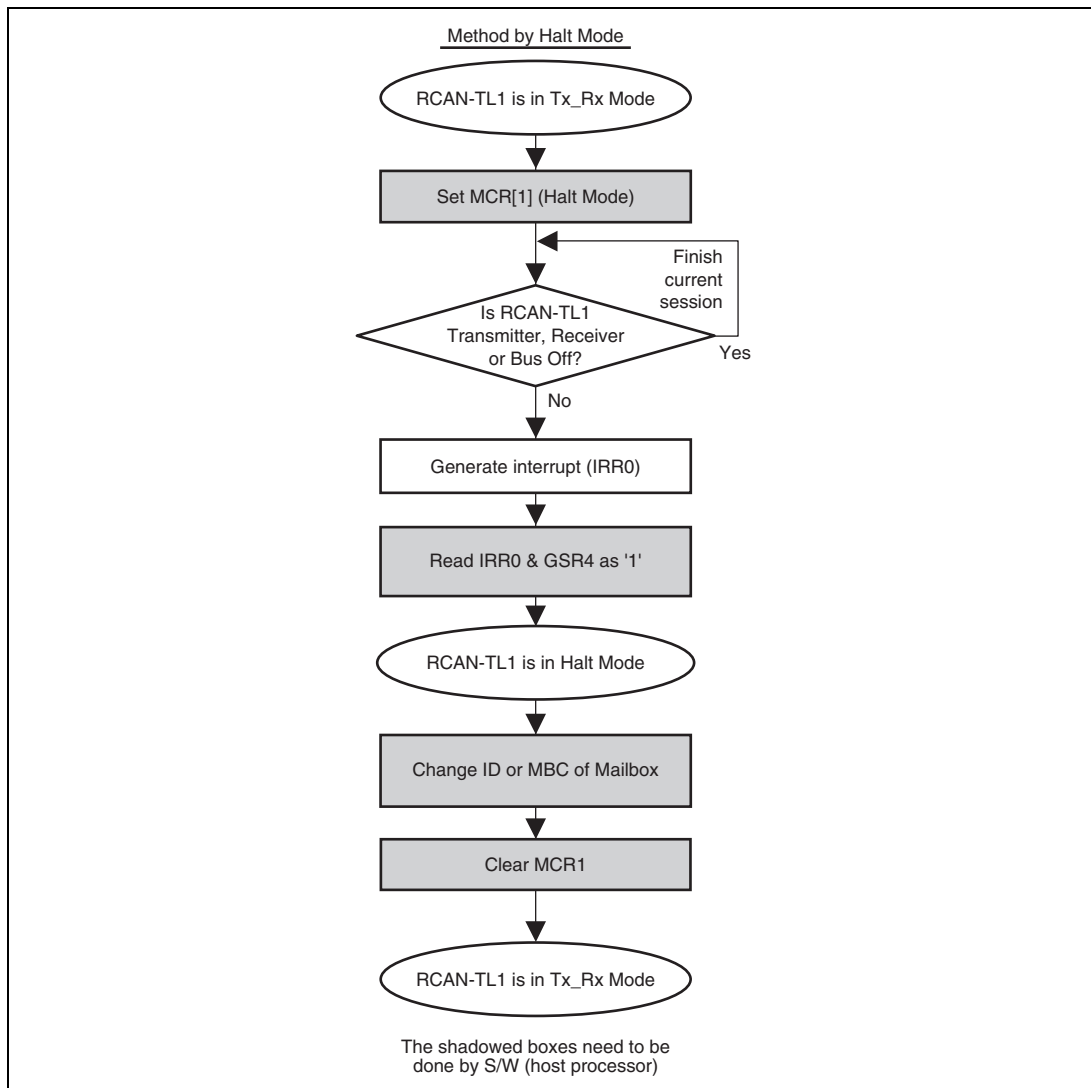 Method by Halt Mode
RCAN-TL1 is in Tx_Rx Mode
Set MCR[1] (Halt Mode)
Finish
current
session
Is RCAN-TL1
Transmitter, Receiver
or Bus Off?
Yes
No
Generate interrupt (IRR0)
Read IRR0 & GSR4 as '1'
RCAN-TL1 is in Halt Mode
Change ID or MBC of Mailbox
Clear MCR1
RCAN-TL1 is in Tx_Rx Mode
The shadowed boxes need to be
done by S/W (host processor)